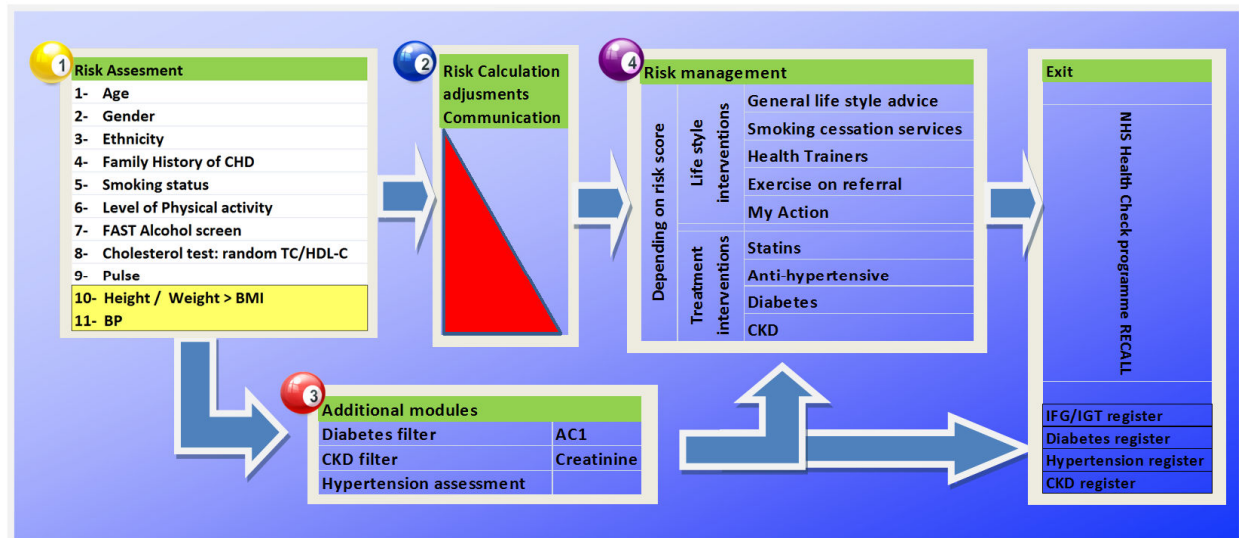 1
Risk Assesment
1- Age
2- Gender
3- Ethnicity
4- Family History of CHD
5- Smoking status
6- Level of Physical activity
7- FAST Alcohol screen
8- Cholesterol test: random TC/HDL-C
9- Pulse
10- Height / Weight > BMI
11- BP
2
Risk Calculation
adjusments
Communication
3
Additional modules
Diabetes filter AC1
CKD filter Creatinine
Hypertension assessment
4
Risk management
Depending on risk score
Life style
interventions
General life style advice
Smoking cessation services
Health Trainers
Exercise on referral
My Action
Treatment
interventions
Statins
Anti-hypertensive
Diabetes
CKD
Exit
NHS Health Check programme RECALL
IFG/IGT register
Diabetes register
Hypertension register
CKD register